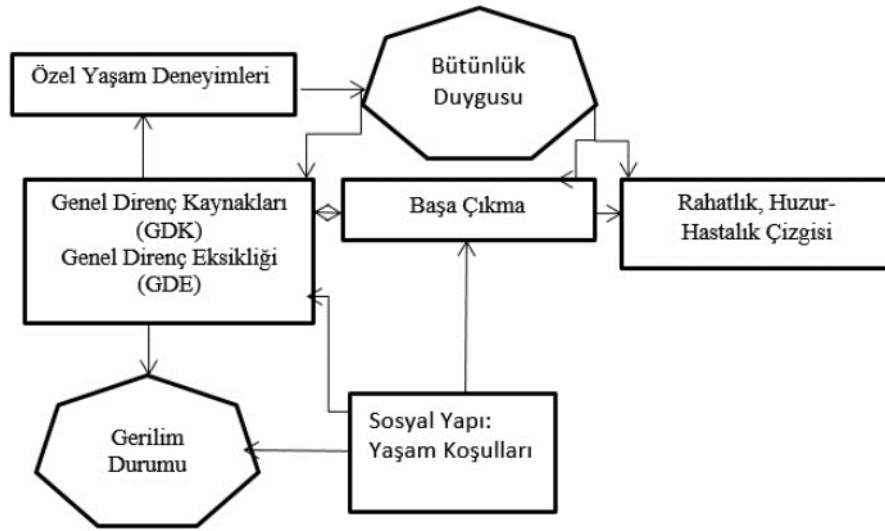 Özel Yaşam Deneyimleri
Bütünlük
Duygusu
Genel Direnç Kaynakları
(GDK)
Genel Direnç Eksikliği
(GDE)
Başa Çıkma
Rahatlık, Huzur-
Hastalık Çizgisi
Gerilim
Durumu
Sosyal Yapı:
Yaşam Koşulları